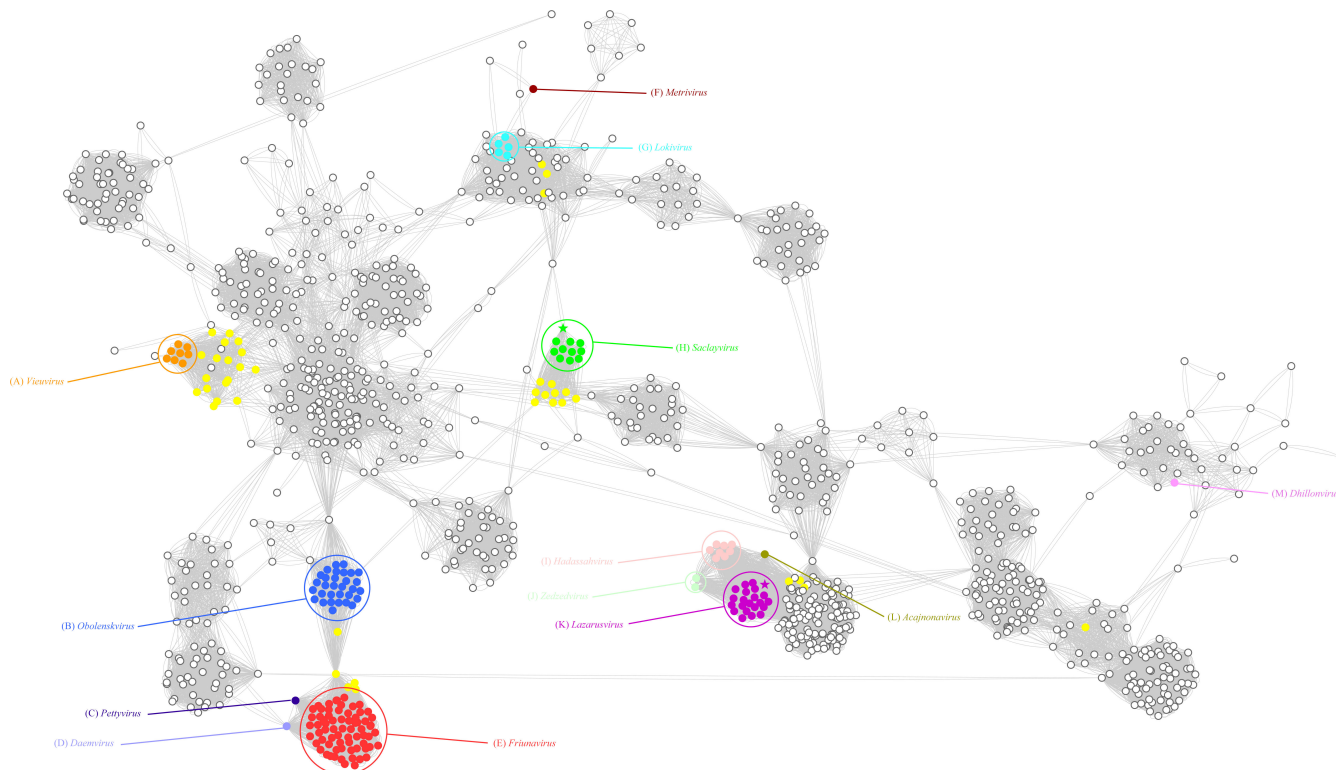 (F) Metrivirus
(G) Lokivirus
(H) Saclayvirus
(A) Vieuvirus
(M) Dhillonviru
(I) Hadassahvirus
(J) Zedzedvirus
(B) Obolenskvirus
(K) Lazarusvirus
(L) Acajnonavirus
(C) Pettyvirus
(D) Daemvirus
(E) Friunavirus